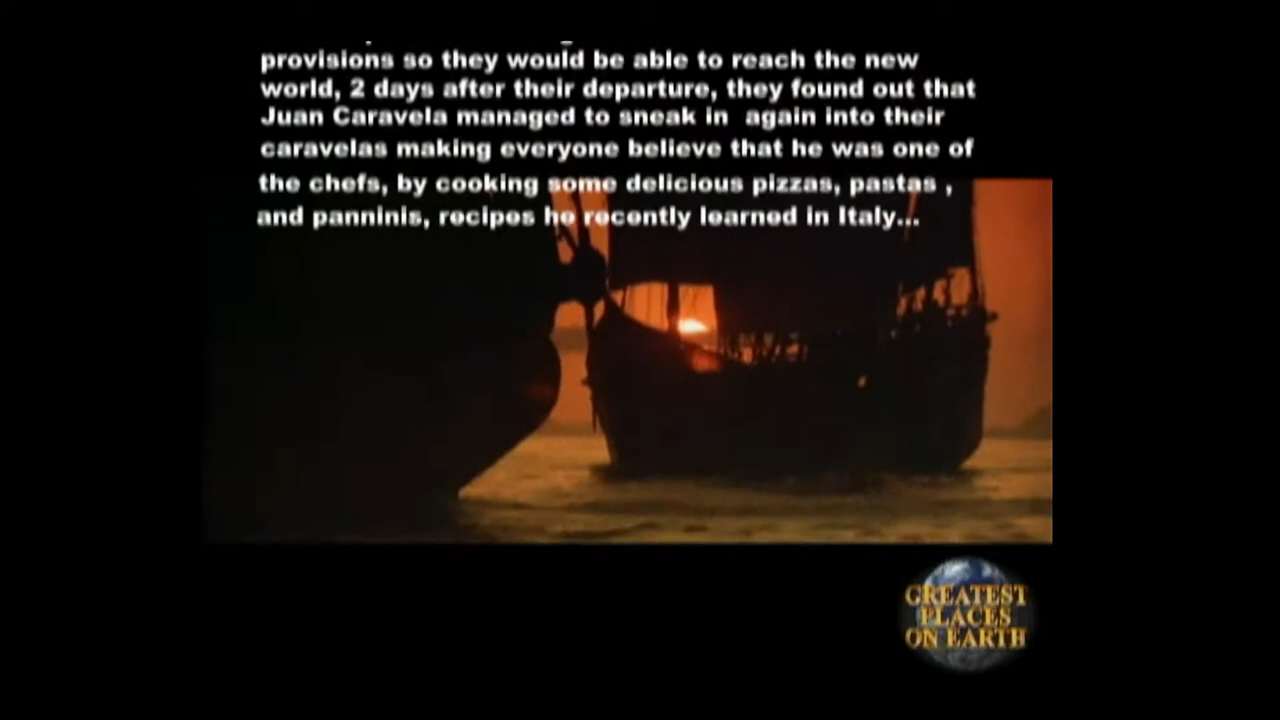 provisions so they would be able to reach the new
world, 2 days after their departure, they found out that
Juan Caravela managed to sneak in again into their
caravelas making everyone believe that he was one of
the chefs, by cooking some delicious pizzas, pastas ,
and panninis, recipes he recently learned in Italy...
GREATEST
PLACES
ON EARTH